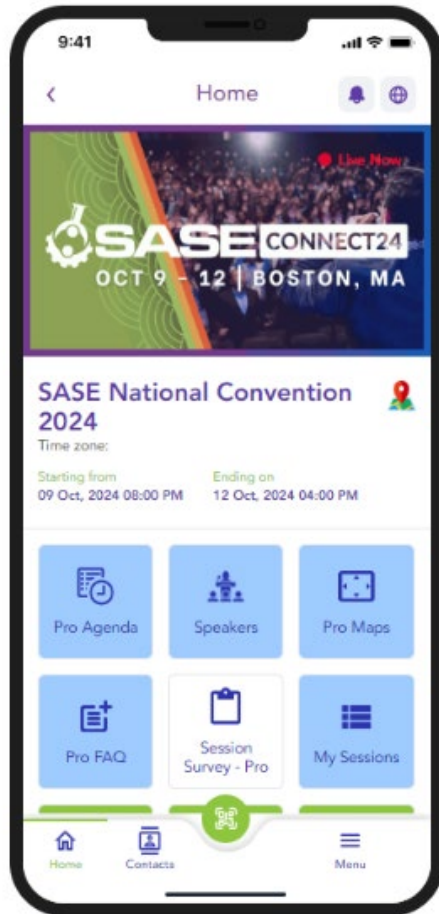 9:41
Home
Live Now
SASE CONNECT24
OCT 9 - 12 | BOSTON, MA
SASE National Convention
2024
Time zone:
Starting from
Ending on
09 Oct, 2024 08:00 PM
12 Oct, 2024 04:00 PM
Pro Agenda
Speakers
Pro Maps
Pro FAQ
Session
Survey - Pro
My Sessions
Home
Contacts
Menu